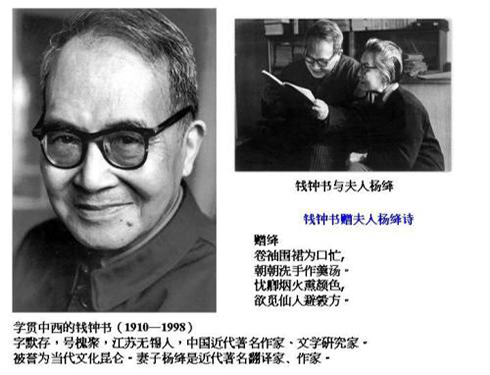 钱钟书与夫人杨绛
钱钟书赠夫人杨绛诗
赠绛
卷袖围裙为口忙，
朝朝洗手作羹汤。
忧卿烟火熏颜色，
欲觅仙人避谷方。
学贯中西的钱钟书（1910—1998）
字默存，号槐聚，江苏无锡人，中国近代著名作家、文学研究家。
被誉为当代文化昆仑。妻子杨绛是近代著名翻译家、作家。